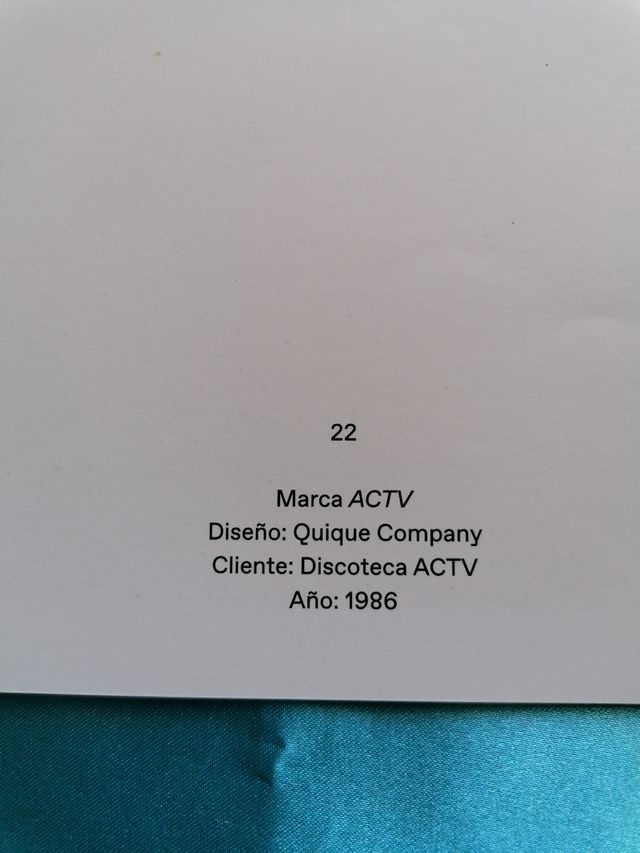 22
Marca ACTV
Diseño: Quique Company
Cliente: Discoteca ACTV
Año: 1986